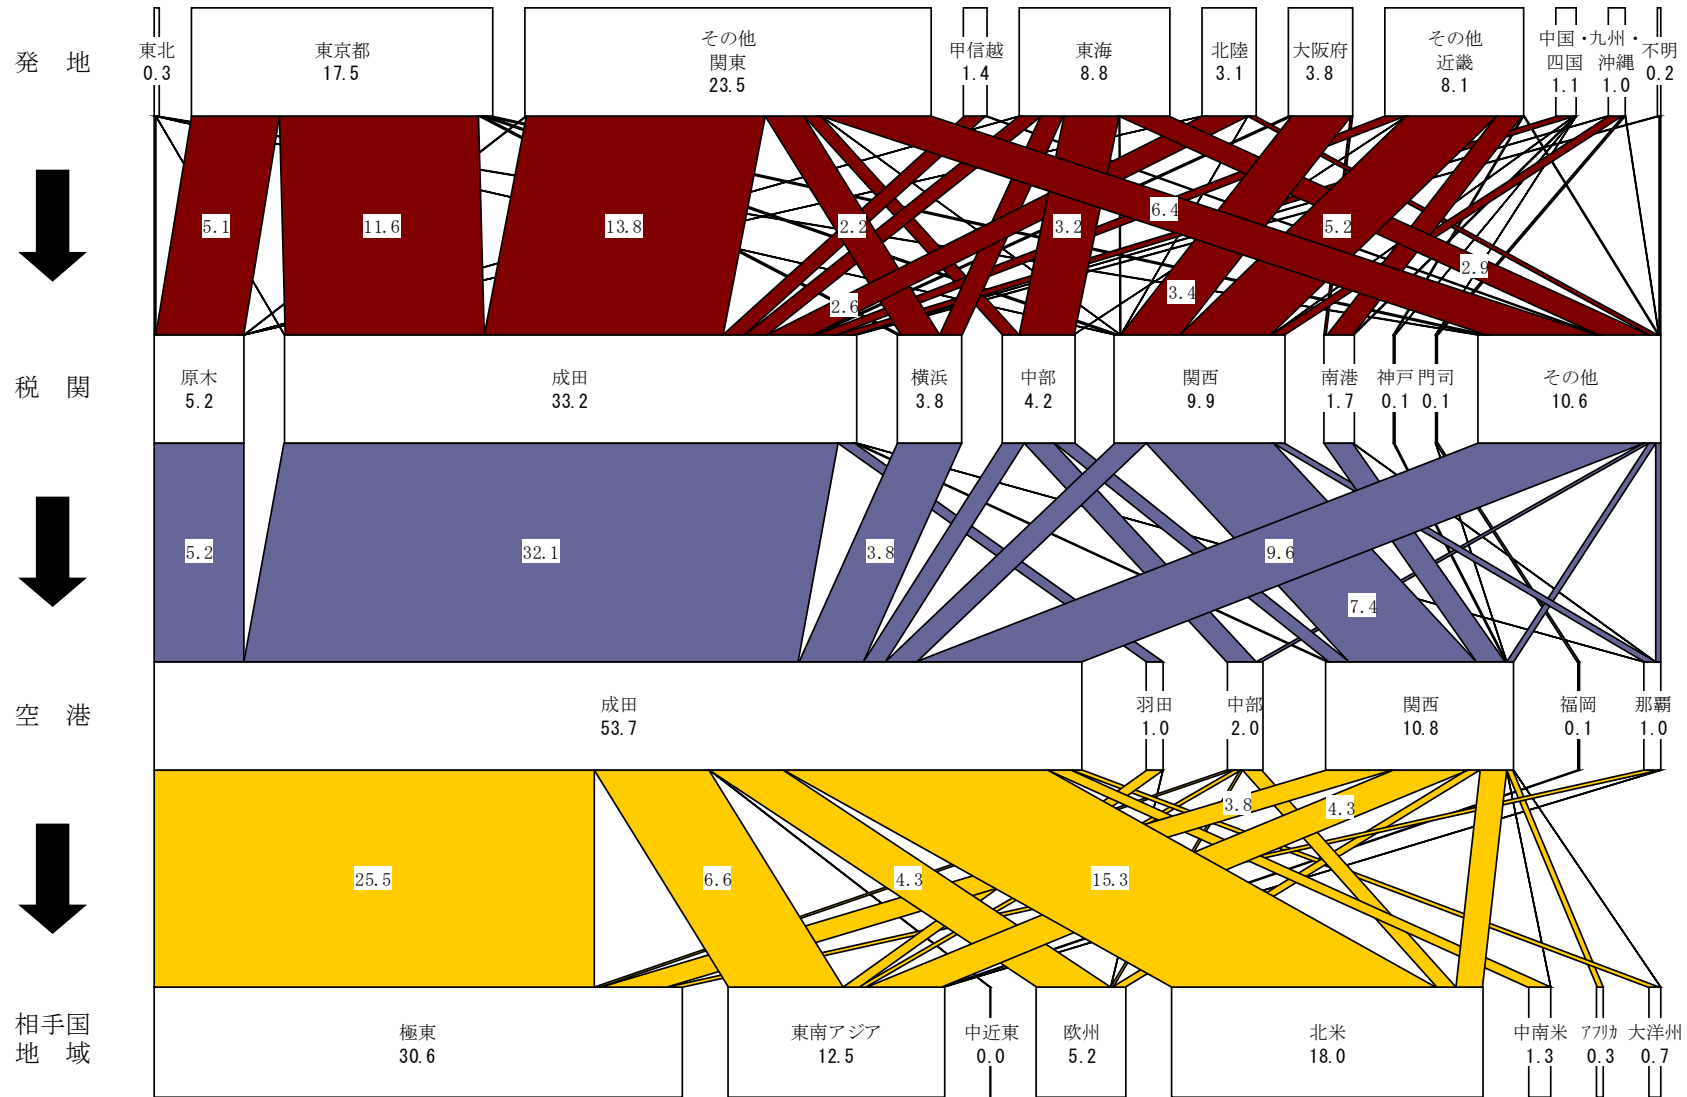 発 地
東北
0.3
東京都
17.5
その他
関東
23.5
甲信越
1.4
東海
8.8
北陸
3.1
大阪府
3.8
その他
近畿
8.1
中国・
四国
1.1
九州・
沖縄
1.0
不明
0.2
5.1
11.6
13.8
2.2
2.6
3.2
6.4
3.4
5.2
2.9
税 関
原木
5.2
成田
33.2
横浜
3.8
中部
4.2
関西
9.9
南港
1.7
神戸
0.1
門司
0.1
その他
10.6
5.2
32.1
3.8
9.6
7.4
空 港
成田
53.7
羽田
1.0
中部
2.0
関西
10.8
福岡
0.1
那覇
1.0
25.5
6.6
4.3
15.3
3.8
4.3
相手国
地 域
極東
30.6
東南アジア
12.5
中近東
0.0
欧州
5.2
北米
18.0
中南米
1.3
ｱﾌﾘｶ
0.3
大洋州
0.7